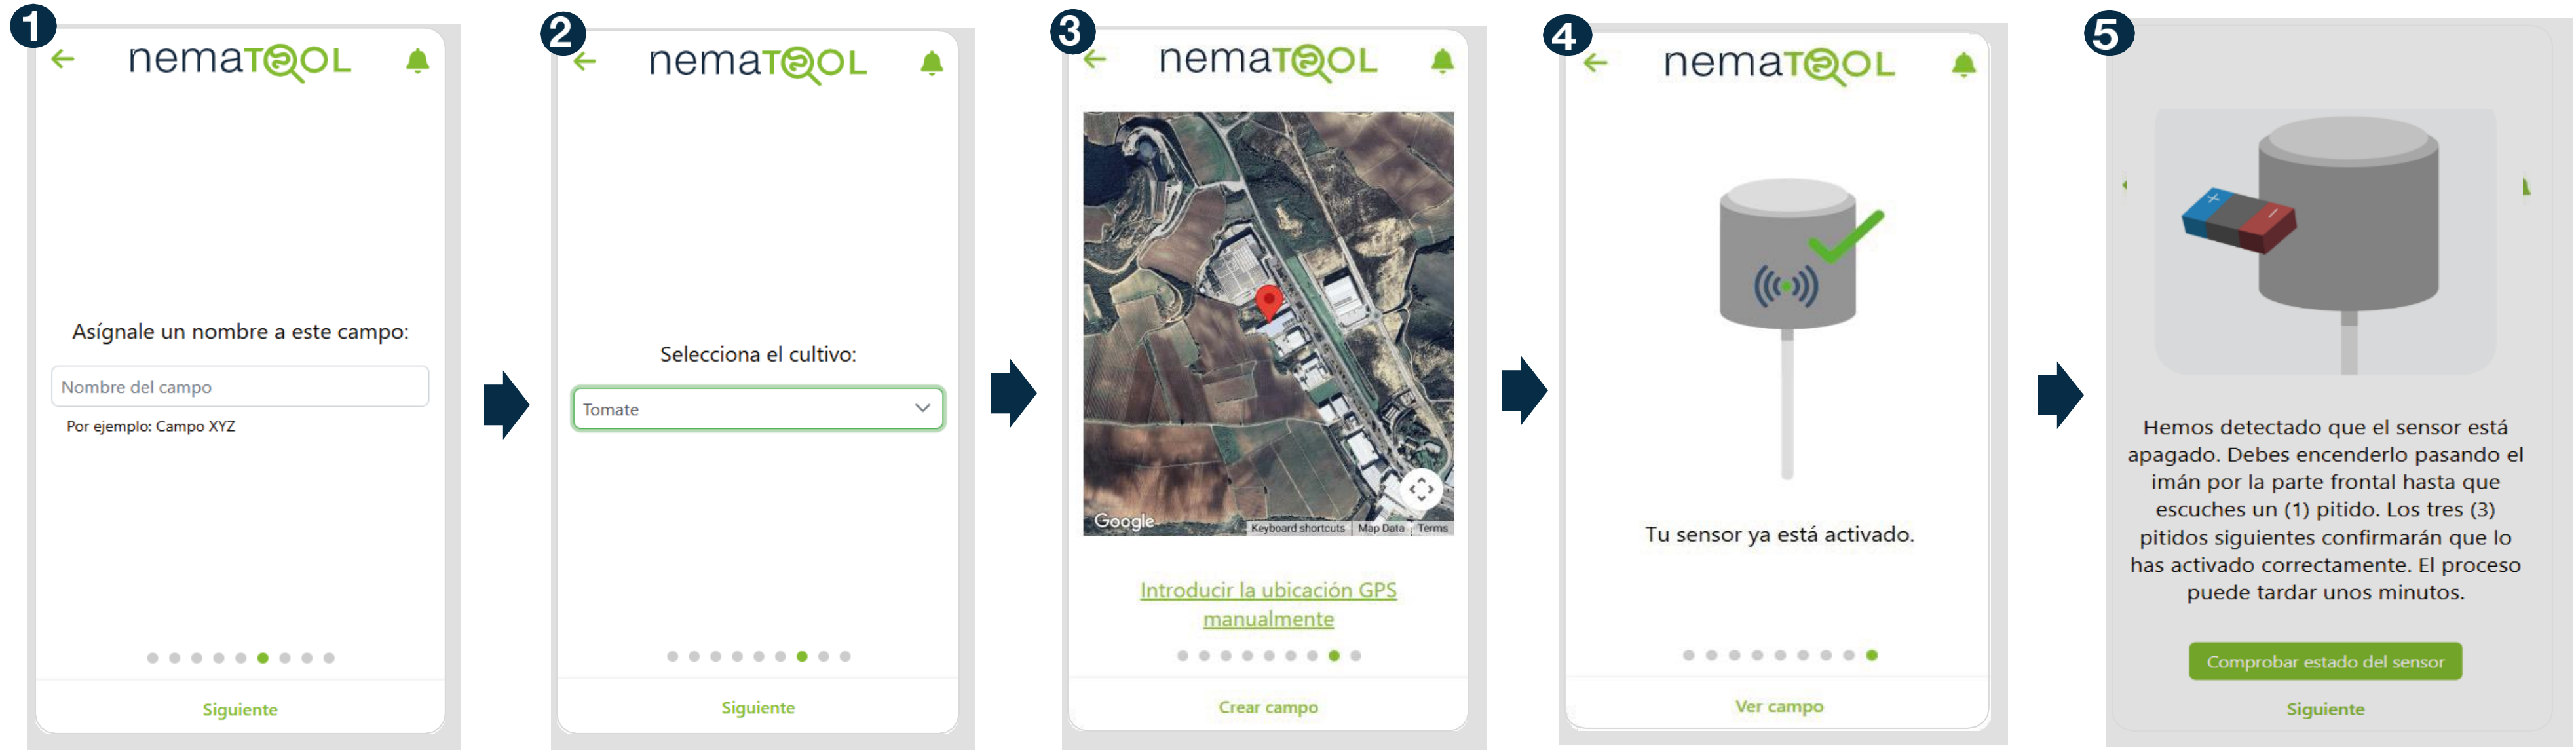 1
nemaTOOL
Asígnale un nombre a este campo:
Nombre del campo
Por ejemplo: Campo XYZ
Siguiente
2
nemaTOOL
Selecciona el cultivo:
Tomate
Siguiente
3
nemaTOOL
Google
Keyboard shortcuts Map Data Terms
Introducir la ubicación GPS
manualmente
Crear campo
4
nemaTOOL
Tu sensor ya está activado.
Ver campo
5
+
−
Hemos detectado que el sensor está
apagado. Debes encenderlo pasando el
imán por la parte frontal hasta que
escuches un (1) pitido. Los tres (3)
pitidos siguientes confirmarán que lo
has activado correctamente. El proceso
puede tardar unos minutos.
Comprobar estado del sensor
Siguiente